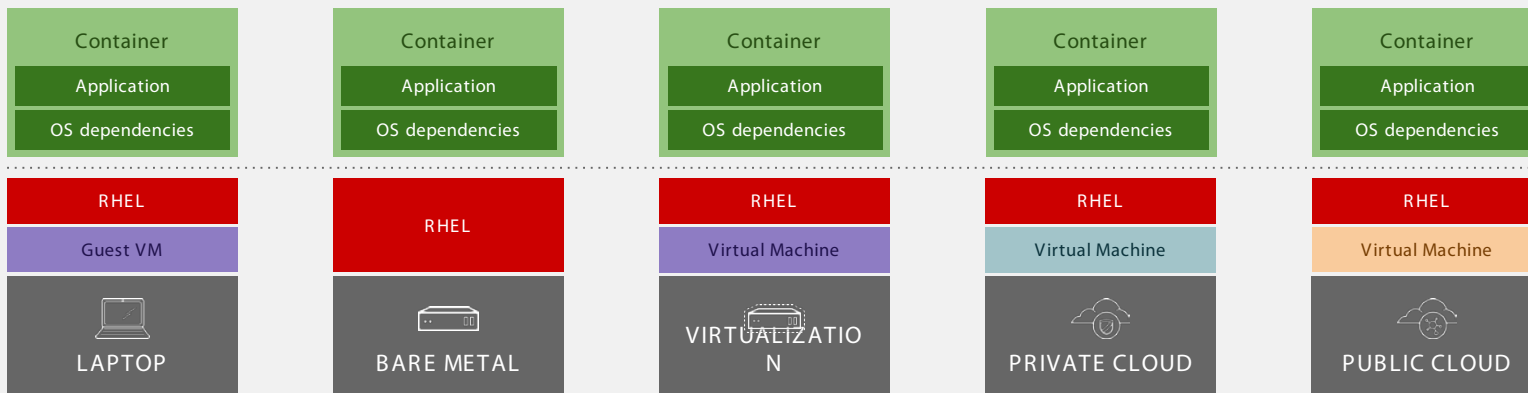 Container
Application
OS dependencies
RHEL
Guest VM
LAPTOP
Container
Application
OS dependencies
RHEL
BARE METAL
Container
Application
OS dependencies
RHEL
Virtual Machine
VIRTUALIZATIO
N
Container
Application
OS dependencies
RHEL
Virtual Machine
PRIVATE CLOUD
Container
Application
OS dependencies
RHEL
Virtual Machine
PUBLIC CLOUD